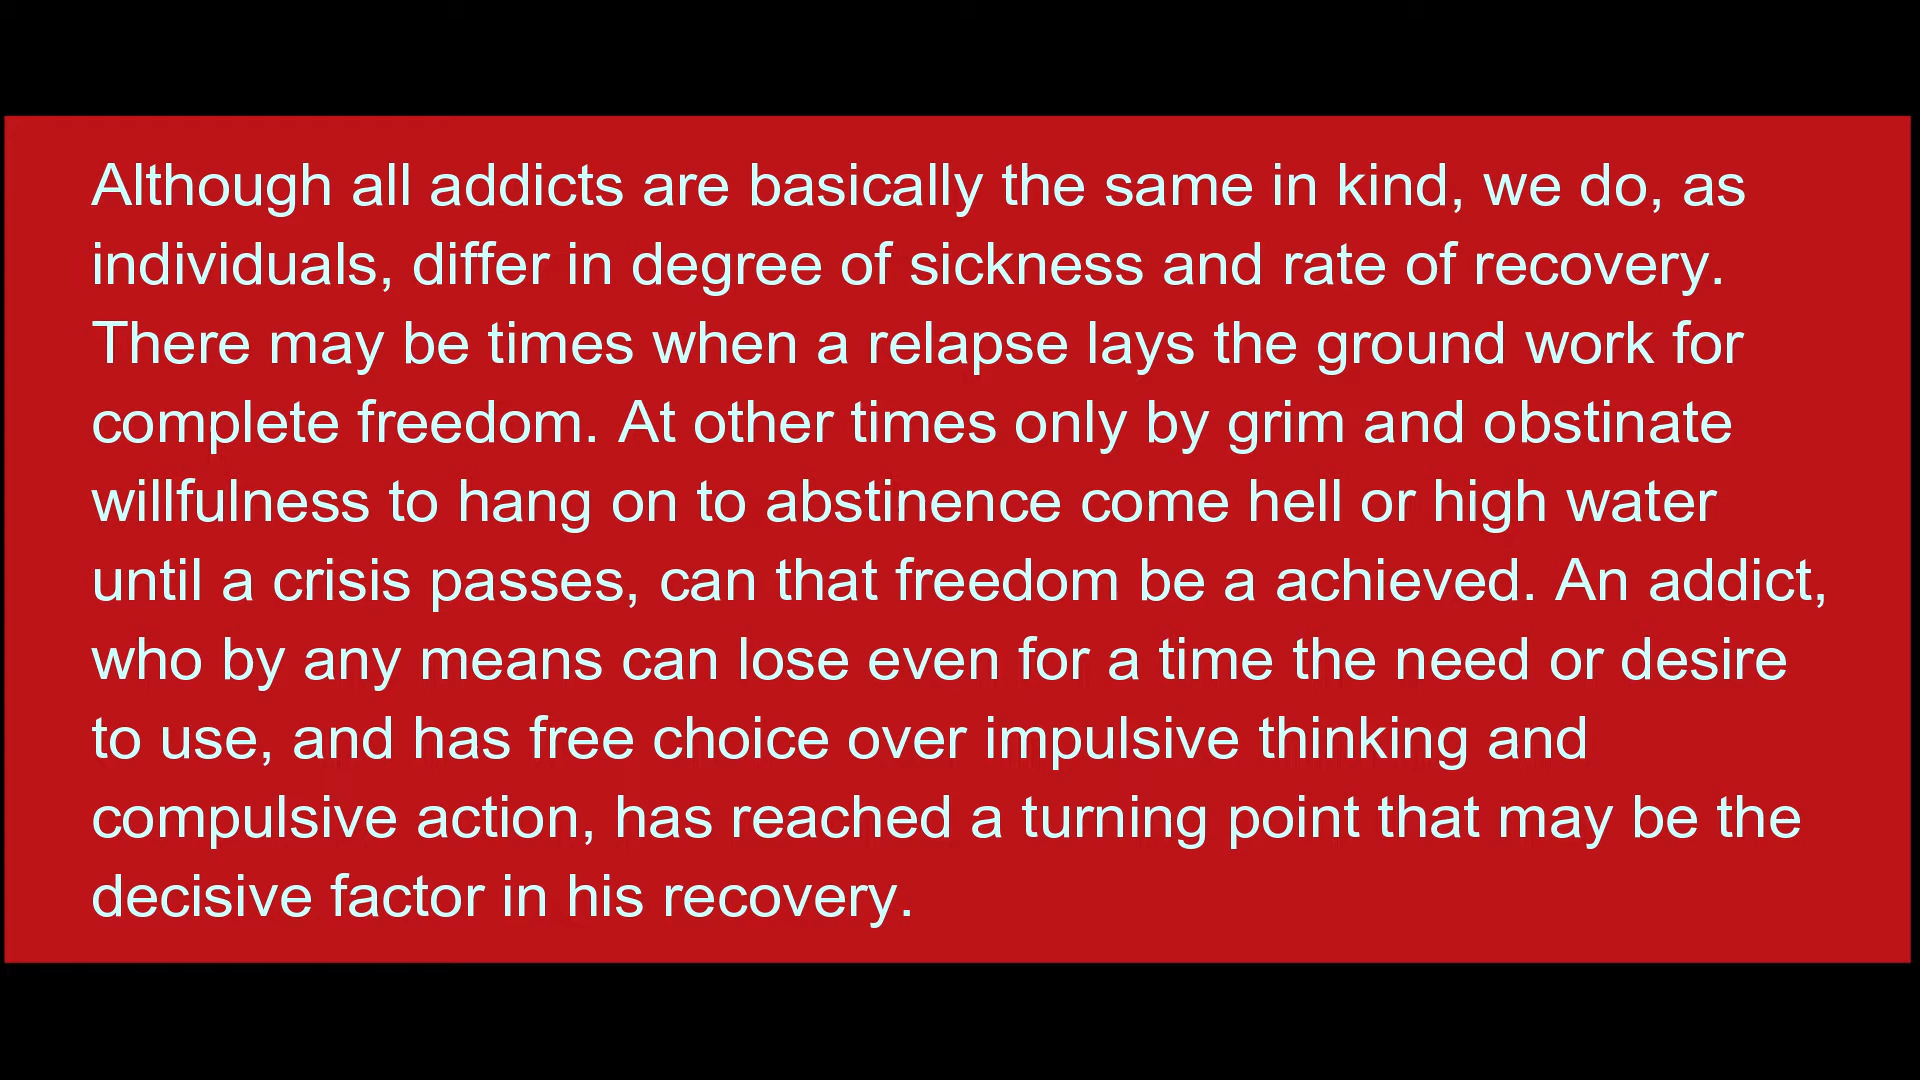 Although all addicts are basically the same in kind, we do, as
individuals, differ in degree of sickness and rate of recovery.
There may be times when a relapse lays the ground work for
complete freedom. At other times only by grim and obstinate
willfulness to hang on to abstinence come hell or high water
until a crisis passes, can that freedom be a achieved. An addict,
who by any means can lose even for a time the need or desire
to use, and has free choice over impulsive thinking and
compulsive action, has reached a turning point that may be the
decisive factor in his recovery.